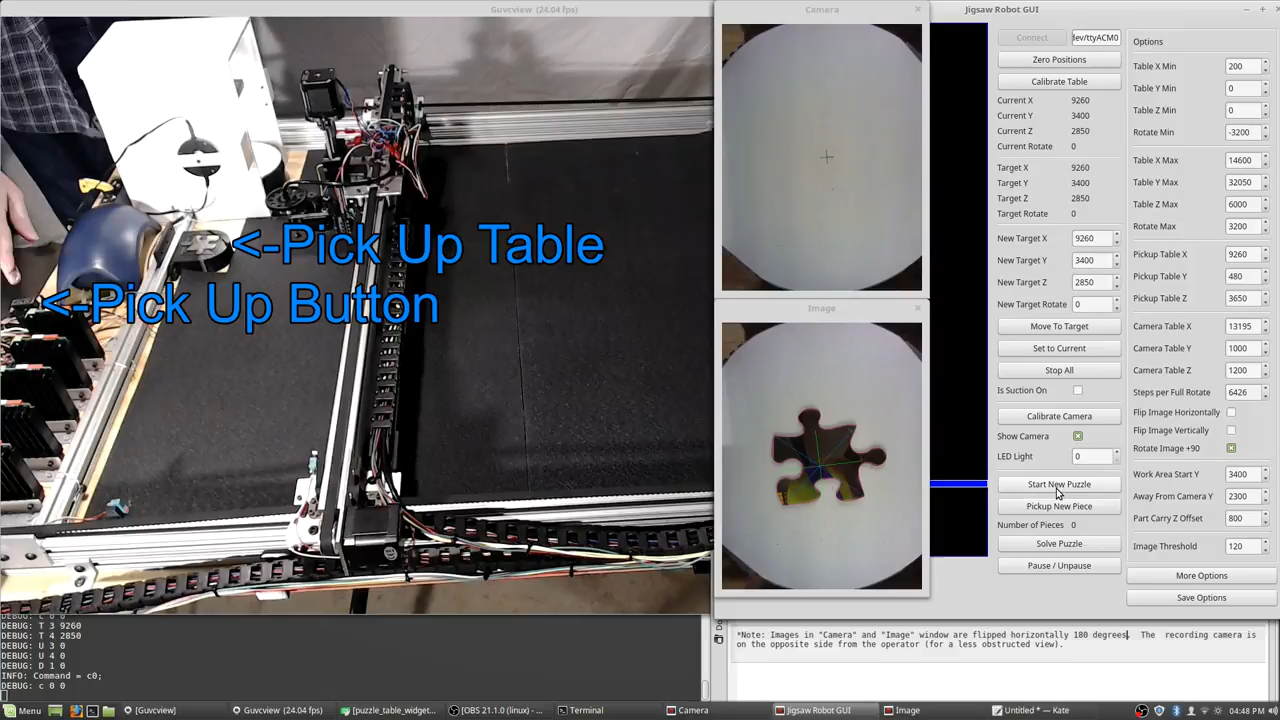 Guvcview (24.04 fps)
<-Pick Up Table
<-Pick Up Button
DEBUG: c 0 0
DEBUG: T 3 9260
DEBUG: T 4 2850
DEBUG: U 3 0
DEBUG: U 4 0
DEBUG: D 1 0
INFO: Command = c0;
DEBUG: c 0 0
Camera ×
Image ×
Jigsaw Robot GUI
Connect
Zero Positions
Calibrate Table
Current X 9260
Current Y 3400
Current Z 2850
Current Rotate 0
Target X 9260
Target Y 3400
Target Z 2850
Target Rotate 0
New Target X 9260
New Target Y 3400
New Target Z 2850
New Target Rotate 0
Move To Target
Set to Current
Stop All
Is Suction On
Calibrate Camera
Show Camera
LED Light 0
Start New Puzzle
Pickup New Piece
Number of Pieces 0
Solve Puzzle
Pause / Unpause
Options
Table X Min 200
Table Y Min 0
Table Z Min 0
Rotate Min -3200
Table X Max 14600
Table Y Max 32050
Table Z Max 6000
Rotate Max 3200
Pickup Table X 9260
Pickup Table Y 480
Pickup Table Z 3650
Camera Table X 13195
Camera Table Y 1000
Camera Table Z 1200
Steps per Full Rotate 6426
Flip Image Horizontally
Flip Image Vertically
Rotate Image +90
Work Area Start Y 3400
Away From Camera Y 2300
Part Carry Z Offset 800
Image Threshold 120
More Options
Save Options
*Note: Images in "Camera" and "Image" window are flipped horizontally 180 degrees. The recording camera is
on the opposite side from the operator (for a less obstructed view).
Menu [Guvcview] Guvcview (24.04 fps) [puzzle_table_widget... [OBS 21.1.0 (linux) -... Terminal Camera Jigsaw Robot GUI Image Untitled * — Kate 04:48 PM